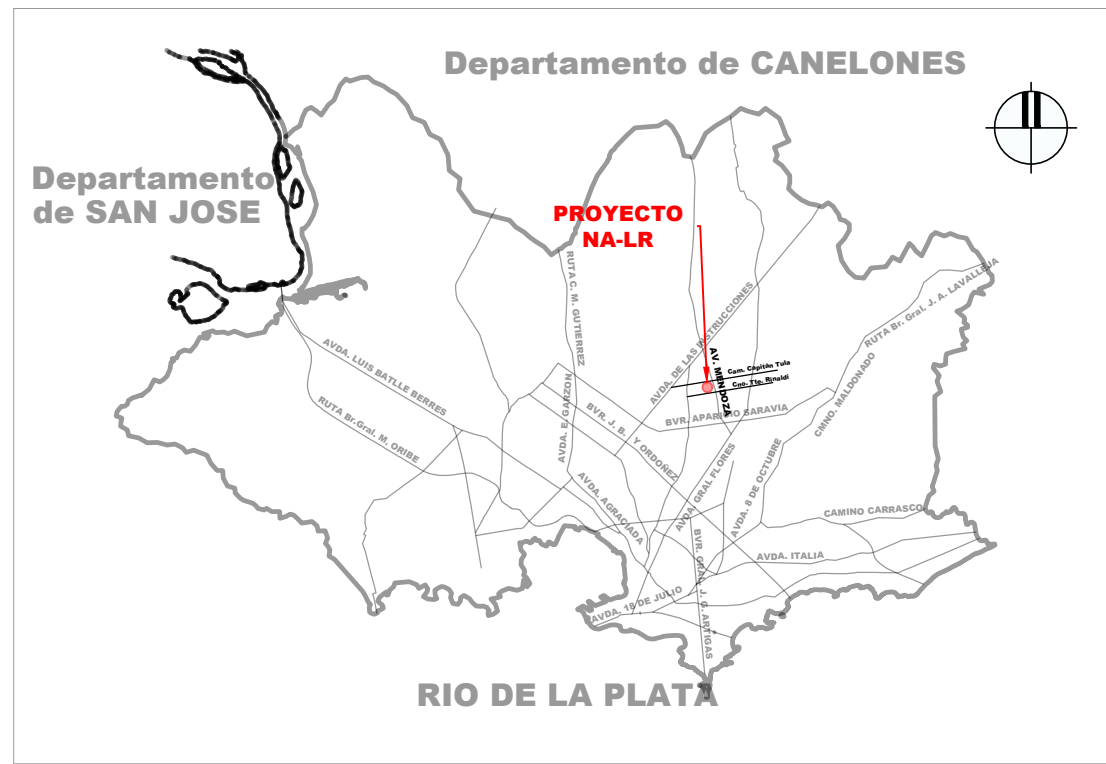 Departamento de CANELONES
Departamento
de SAN JOSE
PROYECTO
NA-LR
RUTA C. M. GUTIERREZ
AVDA. DE LAS INSTRUCCIONES
RUTA Br. Gral. J. A. LAVALLEJA
AV. MENDOZA
Cam. Cápitán Tula
Cno. Tte. Rinaldi
AVDA. LUIS BATLLE BERRES
RUTA Br.Gral. M. ORIBE
AVDA. E. GARZON
BVR. J. B. Y ORDOÑEZ
BVR. APARICIO SARAVIA
CMNO. MALDONADO
AVDA. GRAL FLORES
AVDA. 8 DE OCTUBRE
AVDA. AGRACIADA
CAMINO CARRASCO
AVDA. ITALIA
BVR. GRAL. J. G. ARTIGAS
AVDA. 18 DE JULIO
RIO DE LA PLATA